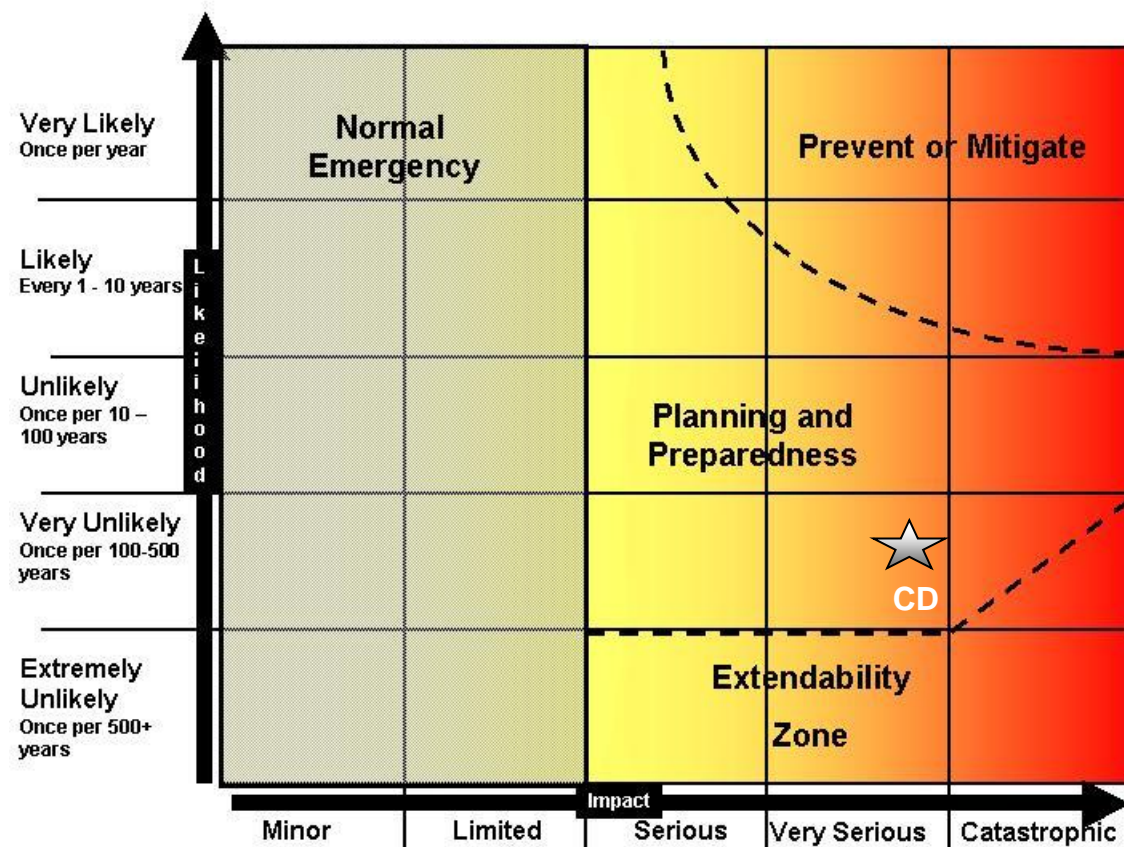 Very Likely
Once per year
Likely
Every 1 - 10 years
Unlikely
Once per 10 –
100 years
Very Unlikely
Once per 100-500
years
Extremely
Unlikely
Once per 500+
years
Likelihood
Normal
Emergency
Prevent or Mitigate
Planning and
Preparedness
CD
Extendability
Zone
Impact
Minor
Limited
Serious
Very Serious
Catastrophic